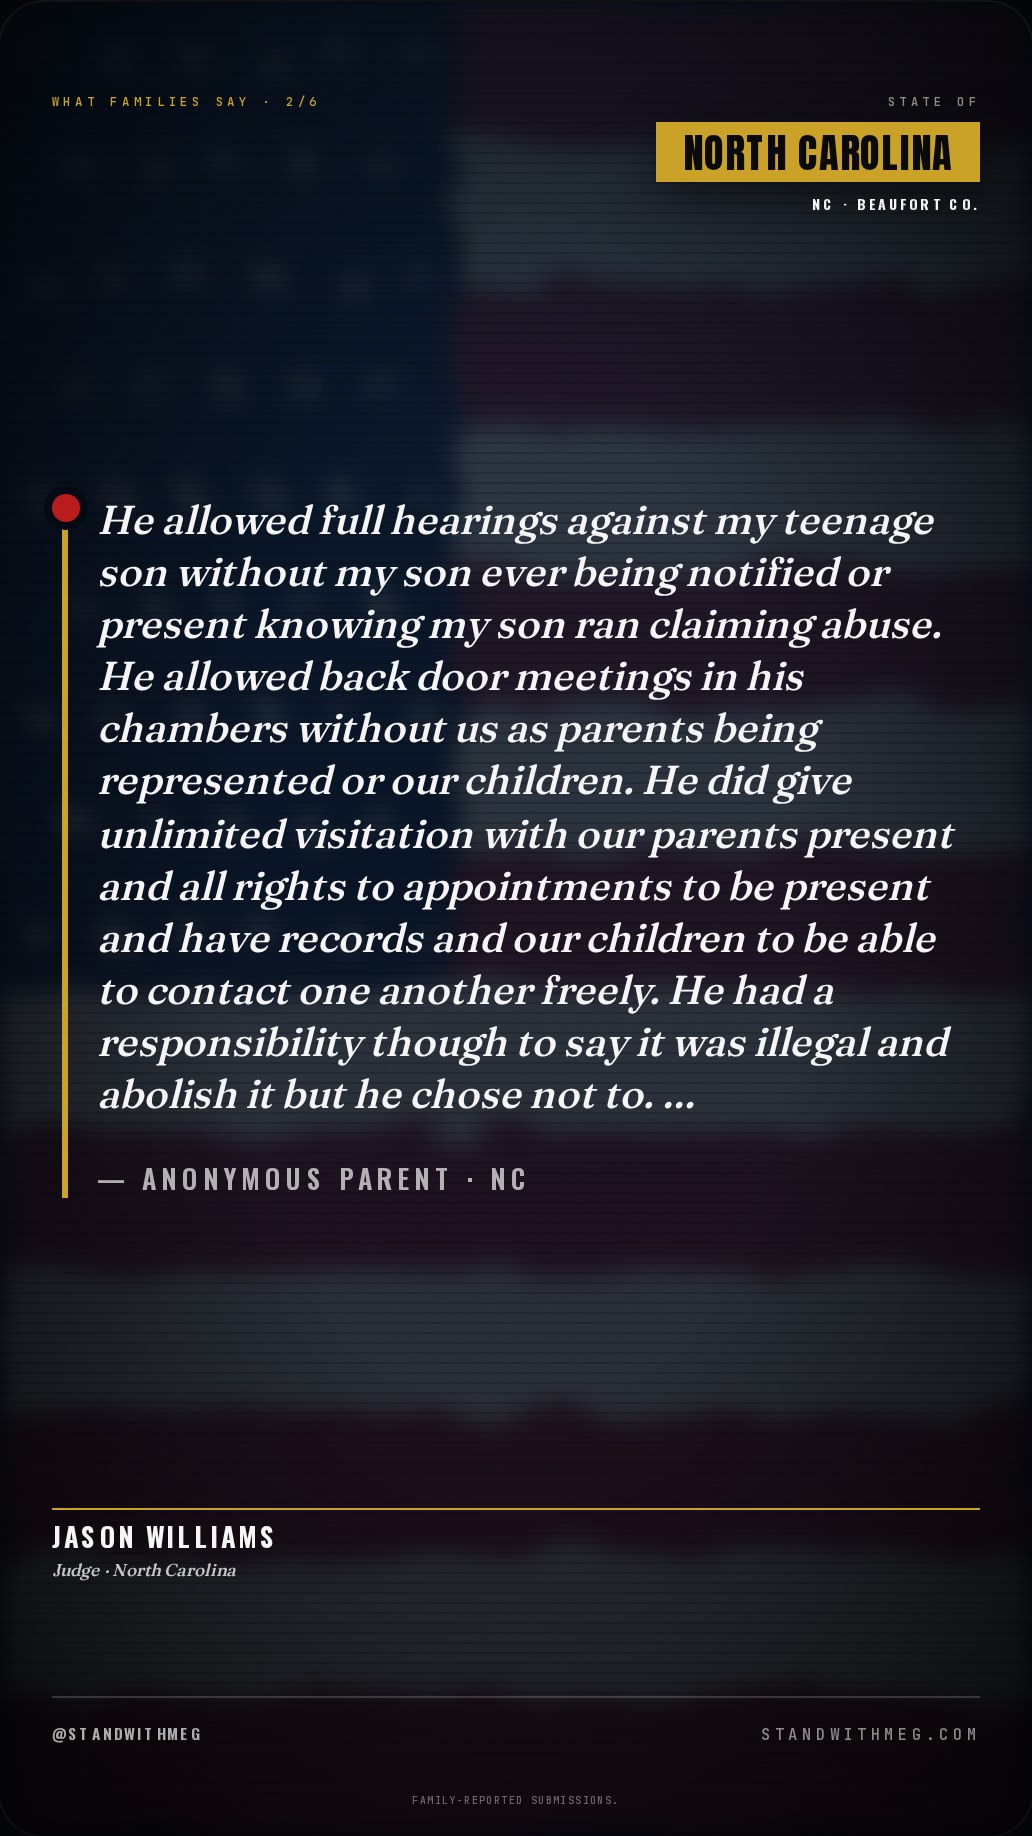 WHAT FAMILIES SAY · 2/6
STATE OF
NORTH CAROLINA
NC · BEAUFORT CO.
He allowed full hearings against my teenage
son without my son ever being notified or
present knowing my son ran claiming abuse.
He allowed back door meetings in his
chambers without us as parents being
represented or our children. He did give
unlimited visitation with our parents present
and all rights to appointments to be present
and have records and our children to be able
to contact one another freely. He had a
responsibility though to say it was illegal and
abolish it but he chose not to. ...
— ANONYMOUS PARENT · NC
JASON WILLIAMS
Judge · North Carolina
@STANDWITHMEG
STANDWITHMEG.COM
FAMILY-REPORTED SUBMISSIONS.